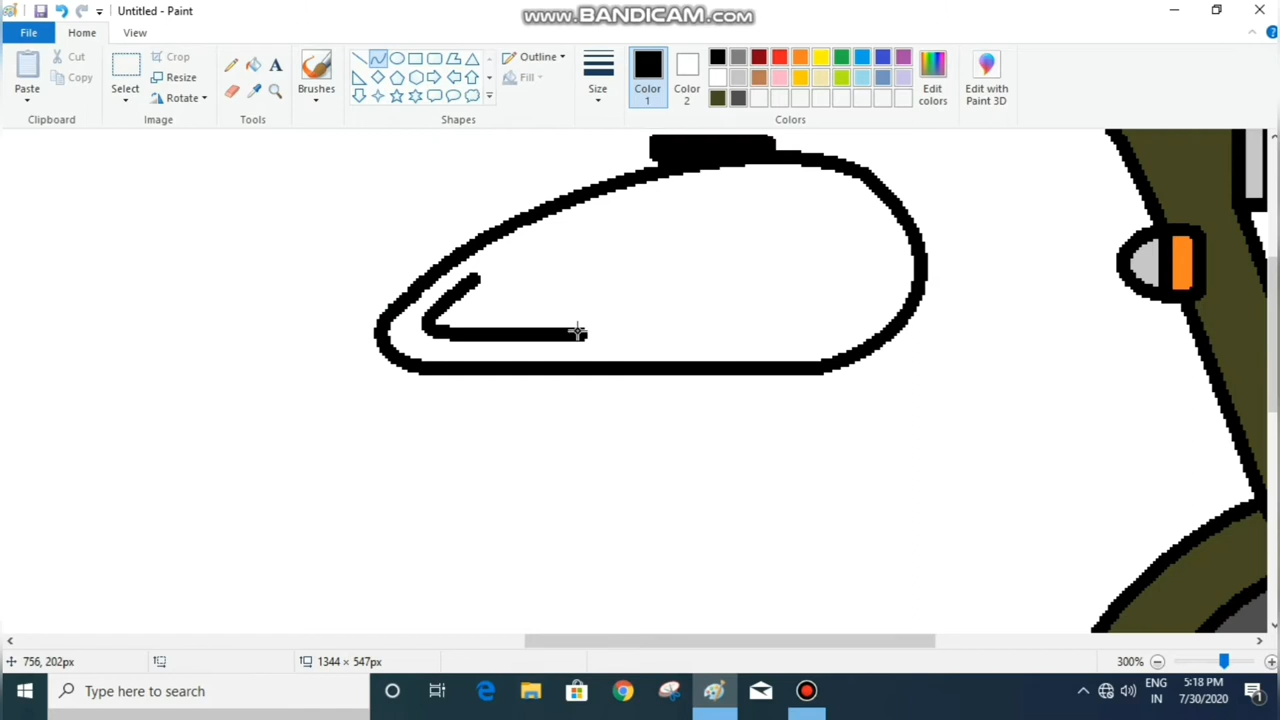 Untitled - Paint
www.BANDICAM.com
File
Home
View
Paste
Cut
Copy
Clipboard
Select
Crop
Resize
Rotate
Image
A
Tools
Brushes
Outline
Fill
Shapes
Size
Color
1
Color
2
Edit
colors
Colors
Edit with
Paint 3D
756, 202px
1344 × 547px
300%
Type here to search
ENG
IN
5:18 PM
7/30/2020
1